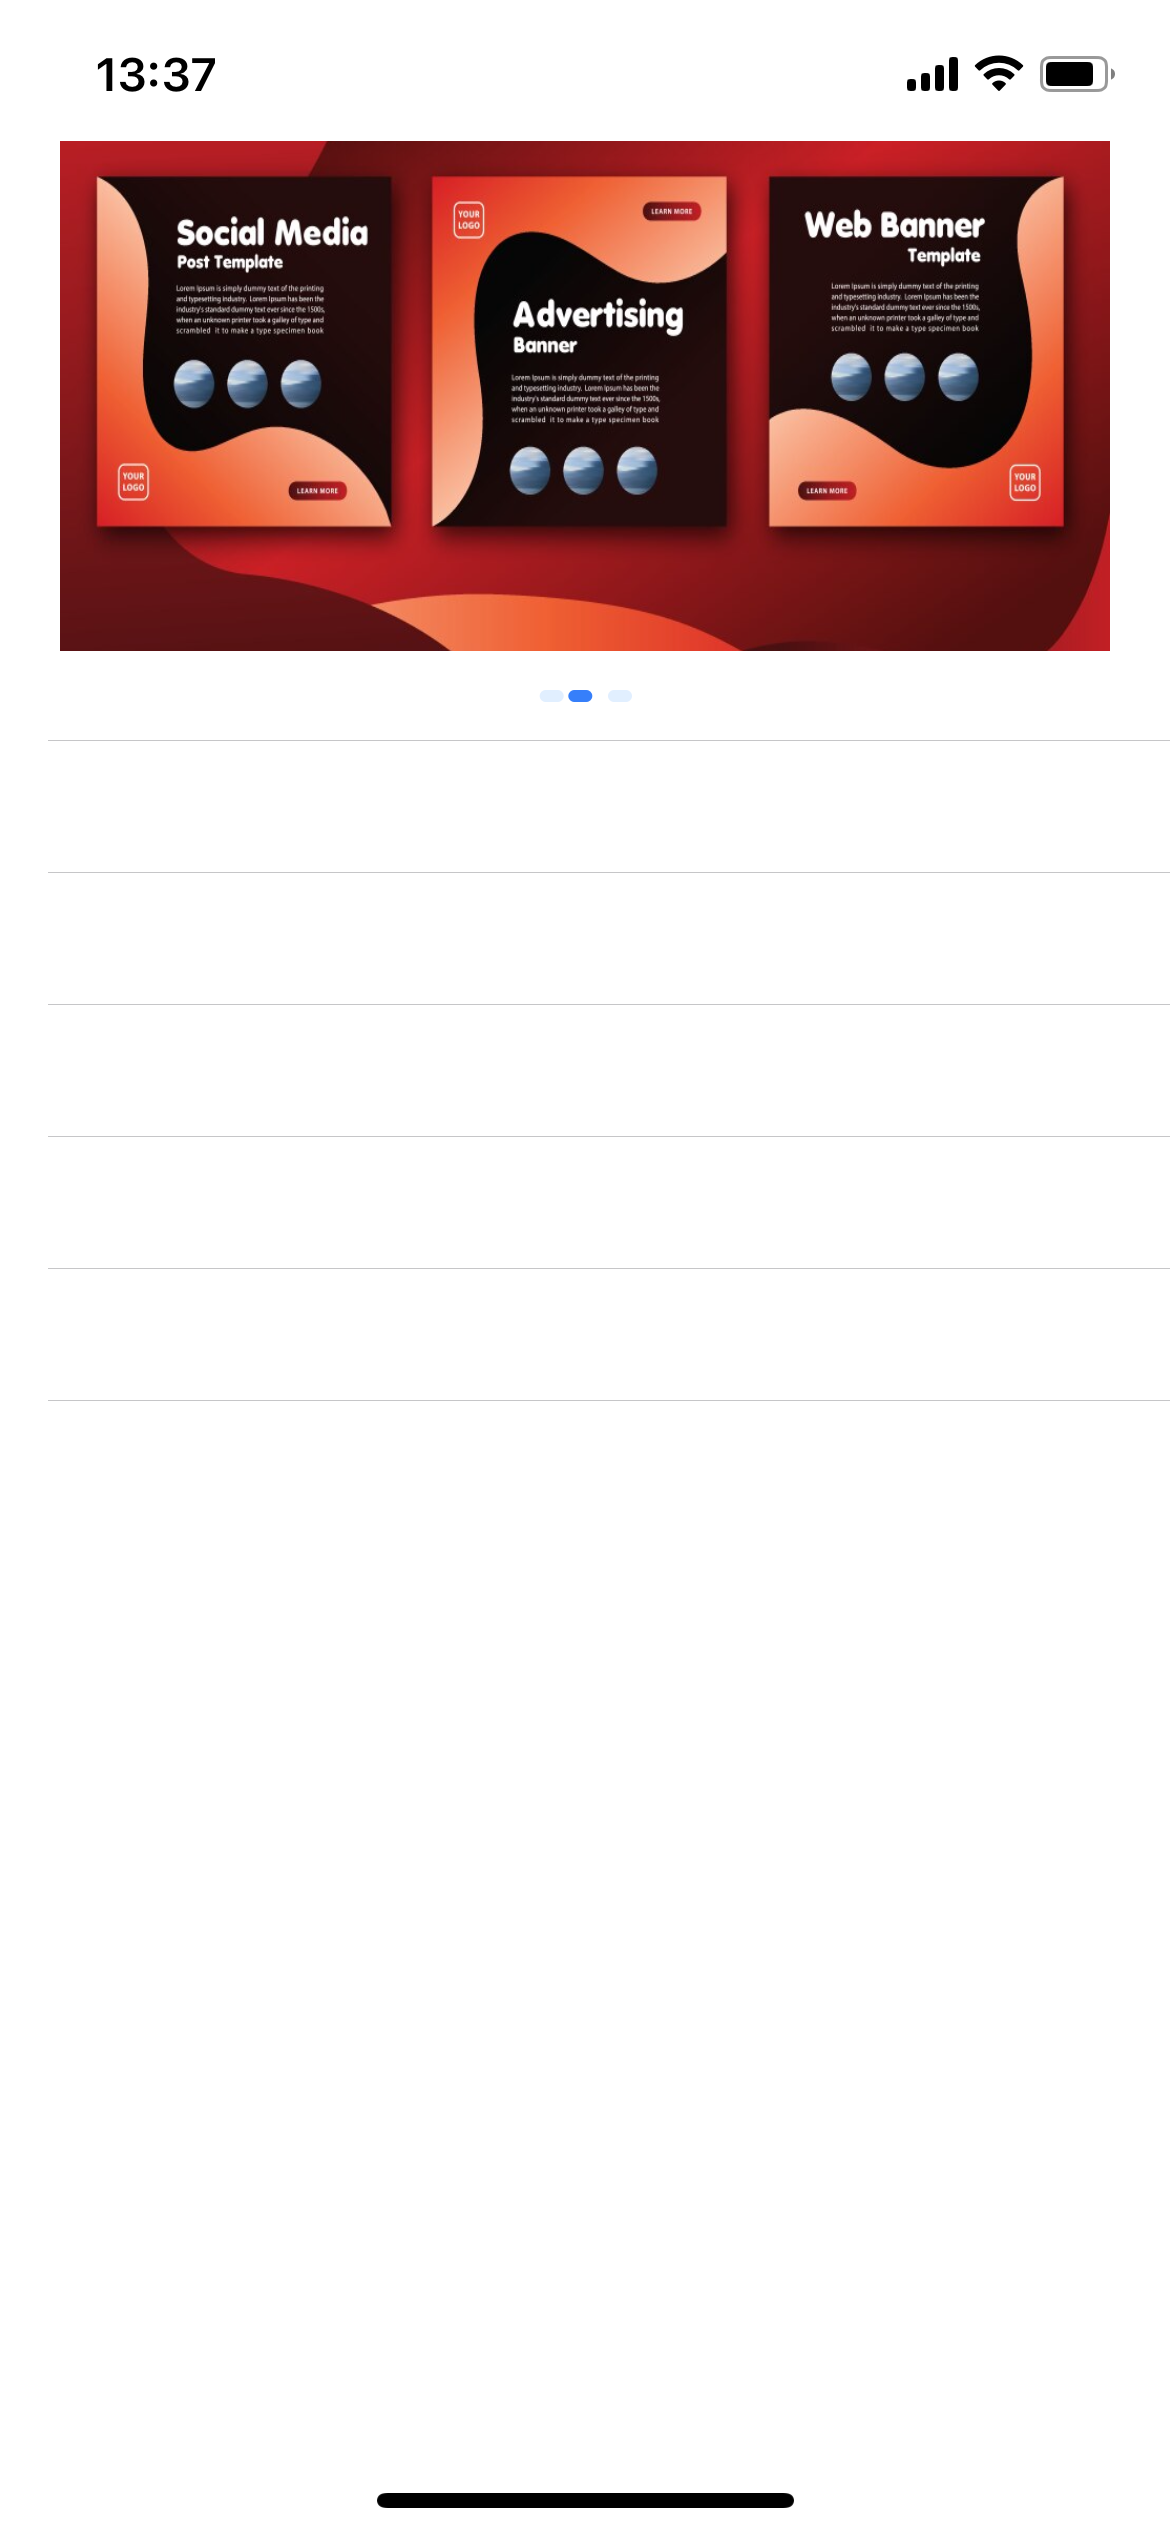 13:37
Social Media
Post Template
Lorem Ipsum is simply dummy text of the printing
and typesetting industry. Lorem Ipsum has been the
industry's standard dummy text ever since the 1500s,
when an unknown printer took a galley of type and
scrambled it to make a type specimen book
YOUR
LOGO
LEARN MORE
YOUR
LOGO
LEARN MORE
Advertising
Banner
Lorem Ipsum is simply dummy text of the printing
and typesetting industry. Lorem Ipsum has been the
industry's standard dummy text ever since the 1500s,
when an unknown printer took a galley of type and
scrambled it to make a type specimen book
Web Banner
Template
Lorem Ipsum is simply dummy text of the printing
and typesetting industry. Lorem Ipsum has been the
industry's standard dummy text ever since the 1500s,
when an unknown printer took a galley of type and
scrambled it to make a type specimen book
LEARN MORE
YOUR
LOGO